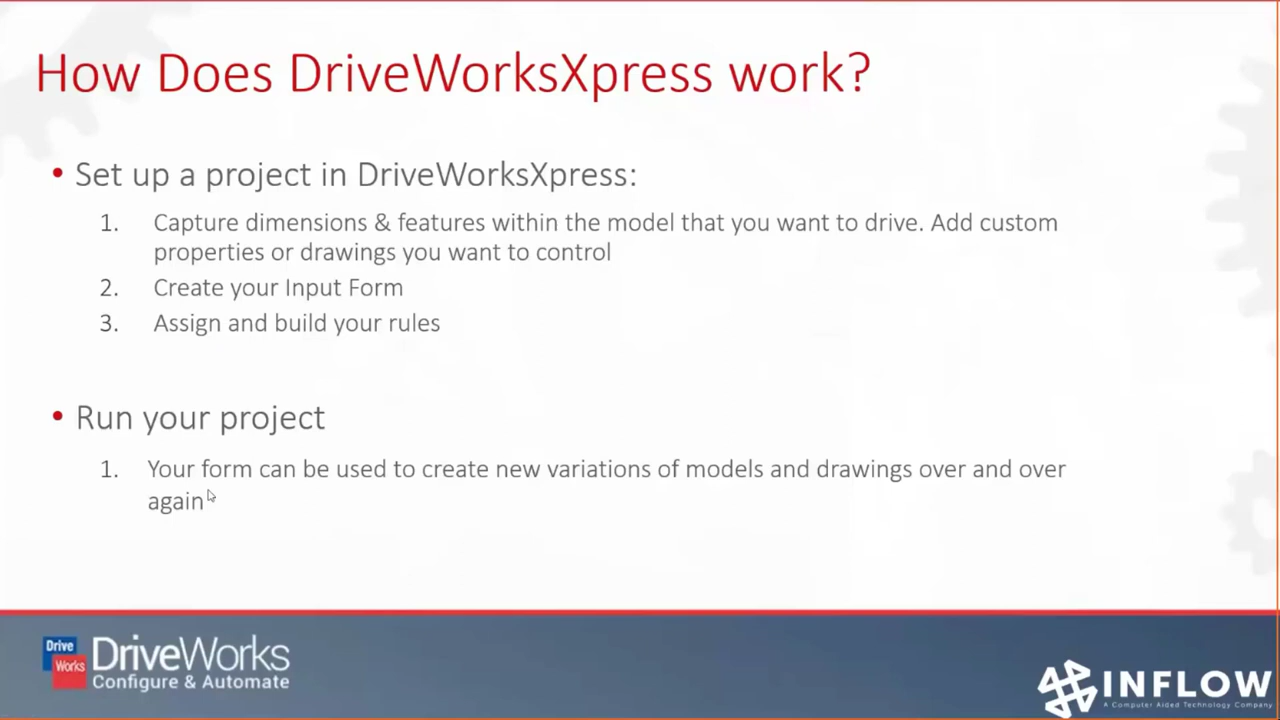 How Does DriveWorksXpress work?
• Set up a project in DriveWorksXpress:
1. Capture dimensions & features within the model that you want to drive. Add custom
properties or drawings you want to control
2. Create your Input Form
3. Assign and build your rules
• Run your project
1. Your form can be used to create new variations of models and drawings over and over
again
Drive
Works
DriveWorks
Configure & Automate
INFLOW
A Computer Aided Technology Company